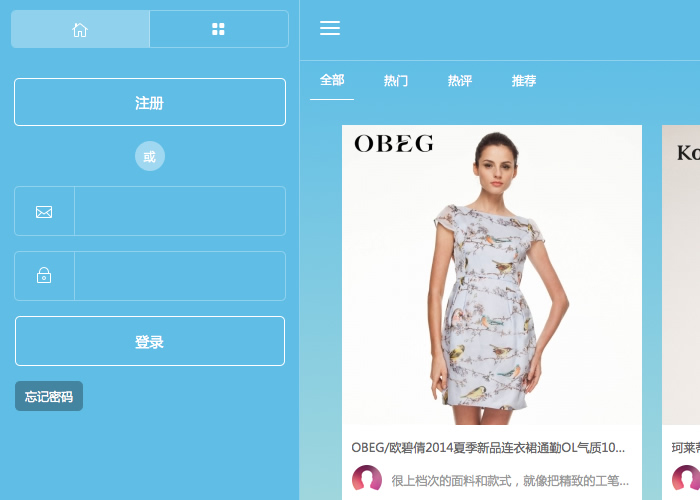 注册
或
登录
忘记密码
全部 热门 热评 推荐
OBEG
OBEG/欧碧倩2014夏季新品连衣裙通勤OL气质10...
很上档次的面料和款式，就像把精致的工笔...
Ko
珂莱蒂